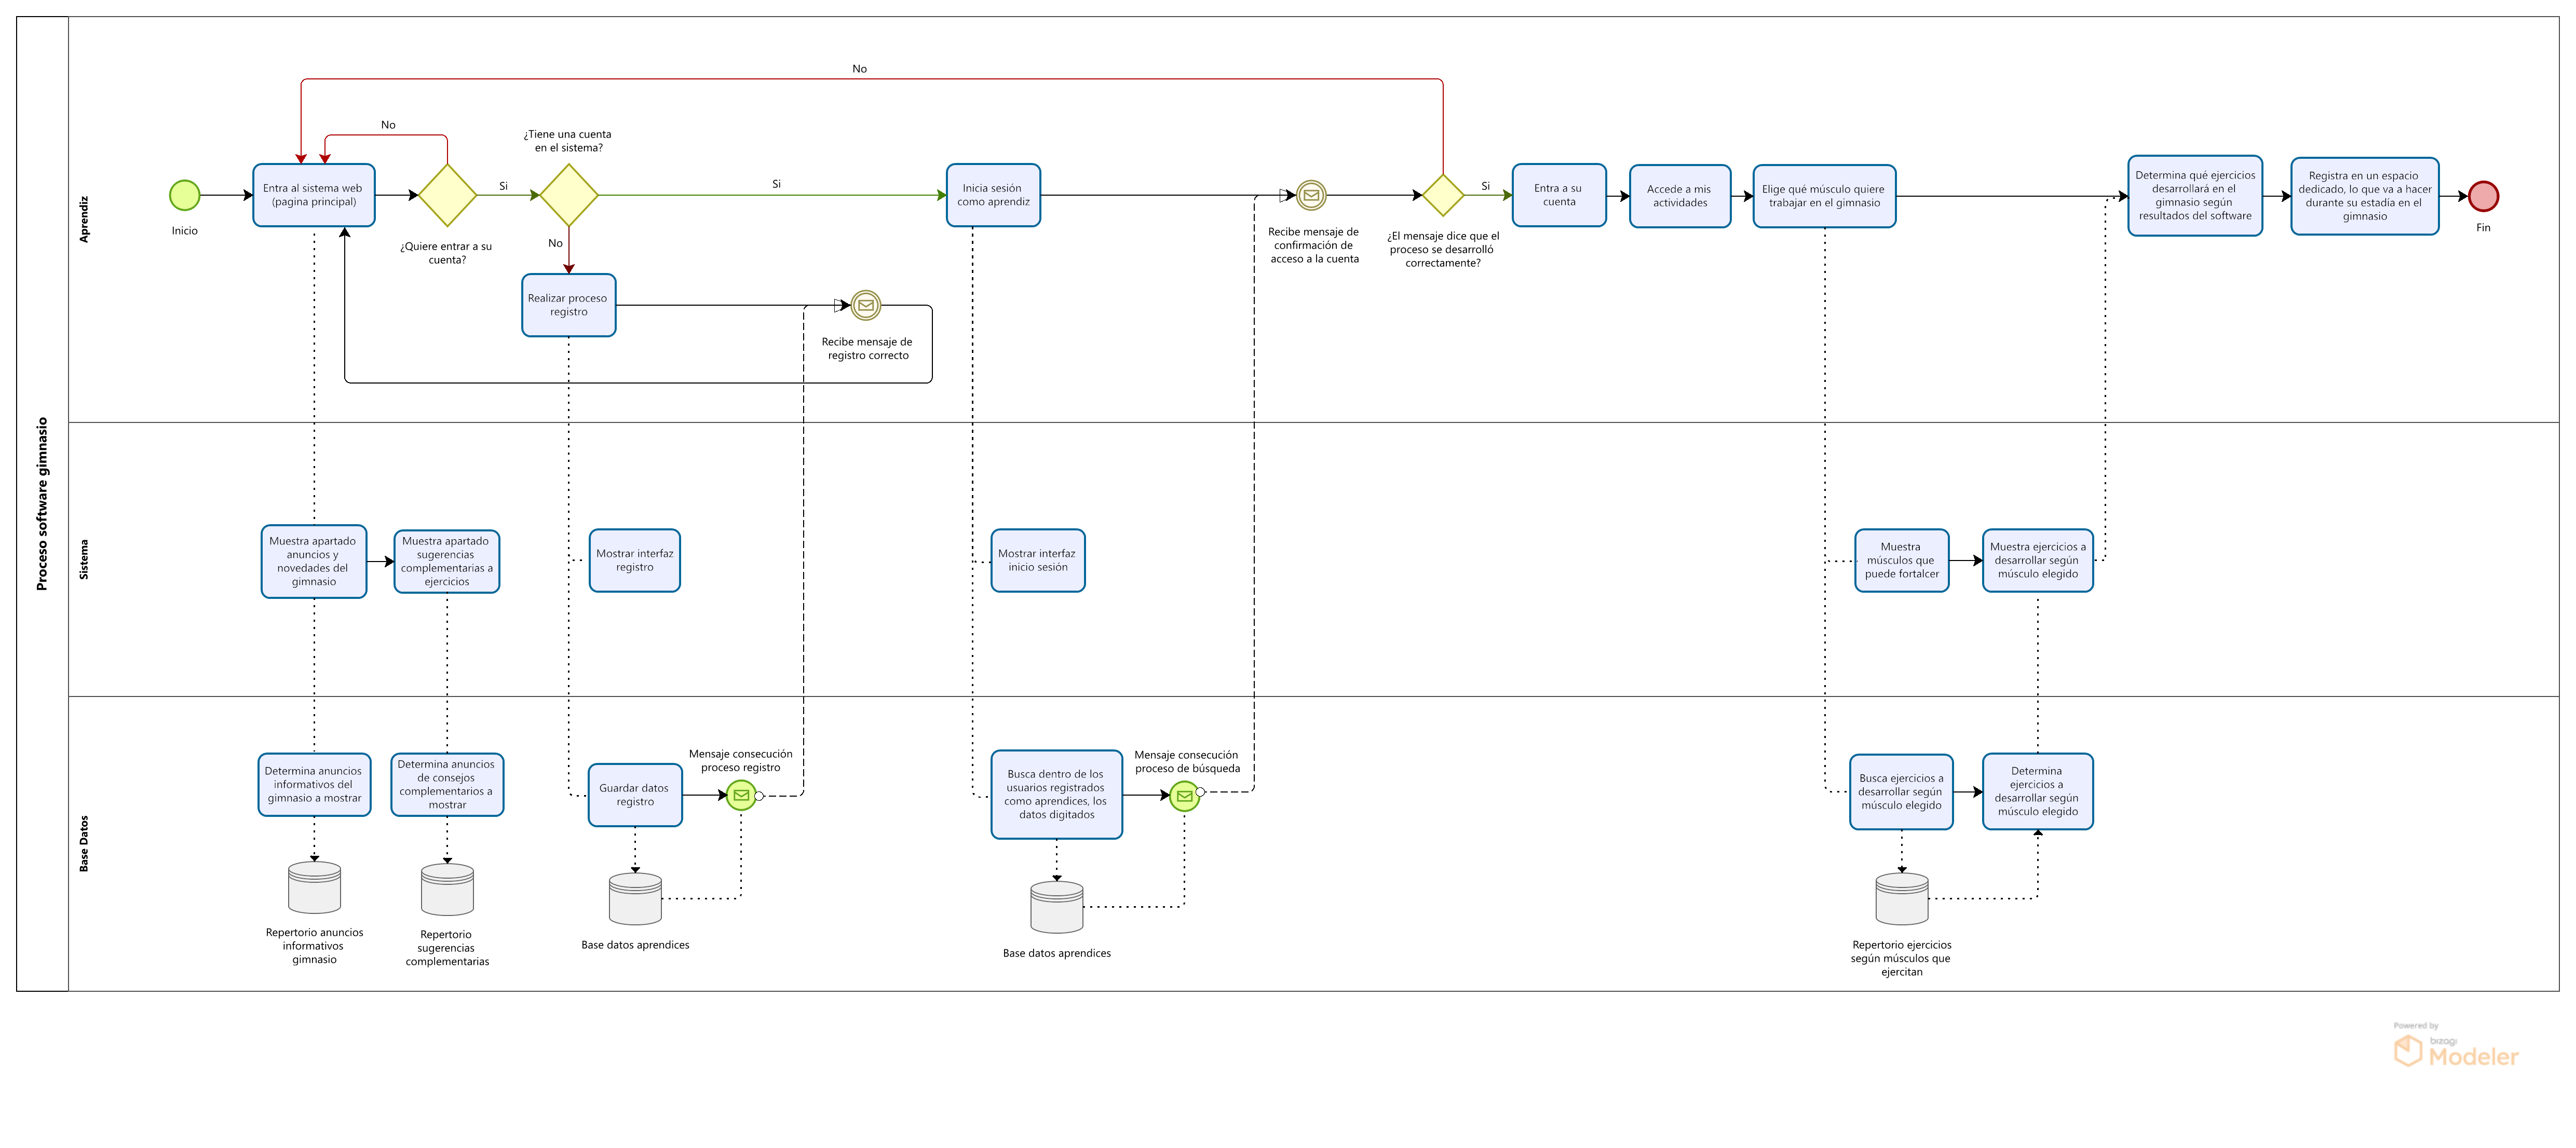 Proceso software gimnasio
Aprendiz
No
No
¿Tiene una cuenta
en el sistema?
Inicio
Entra al sistema web
(pagina principal)
Si
¿Quiere entrar a su
cuenta?
Si
No
Realizar proceso
registro
Recibe mensaje de
registro correcto
Inicia sesión
como aprendiz
Recibe mensaje de
confirmación de
acceso a la cuenta
¿El mensaje dice que el
proceso se desarrolló
correctamente?
Si
Entra a su
cuenta
Accede a mis
actividades
Elige qué músculo quiere
trabajar en el gimnasio
Determina qué ejercicios
desarrollará en el
gimnasio según
resultados del software
Registra en un espacio
dedicado, lo que va a hacer
durante su estadía en el
gimnasio
Fin
Sistema
Muestra apartado
anuncios y
novedades del
gimnasio
Muestra apartado
sugerencias
complementarias a
ejercicios
Mostrar interfaz
registro
Mostrar interfaz
inicio sesión
Muestra
músculos que
puede fortalcer
Muestra ejercicios a
desarrollar según
músculo elegido
Base Datos
Determina anuncios
informativos del
gimnasio a mostrar
Determina anuncios
de consejos
complementarios a
mostrar
Guardar datos
registro
Mensaje consecución
proceso registro
Busca dentro de los
usuarios registrados
como aprendices, los
datos digitados
Mensaje consecución
proceso de búsqueda
Busca ejercicios a
desarrollar según
músculo elegido
Determina
ejercicios a
desarrollar según
músculo elegido
Repertorio anuncios
informativos
gimnasio
Repertorio
sugerencias
complementarias
Base datos aprendices
Base datos aprendices
Repertorio ejercicios
según músculos que
ejercitan
Powered by
bizagi
Modeler